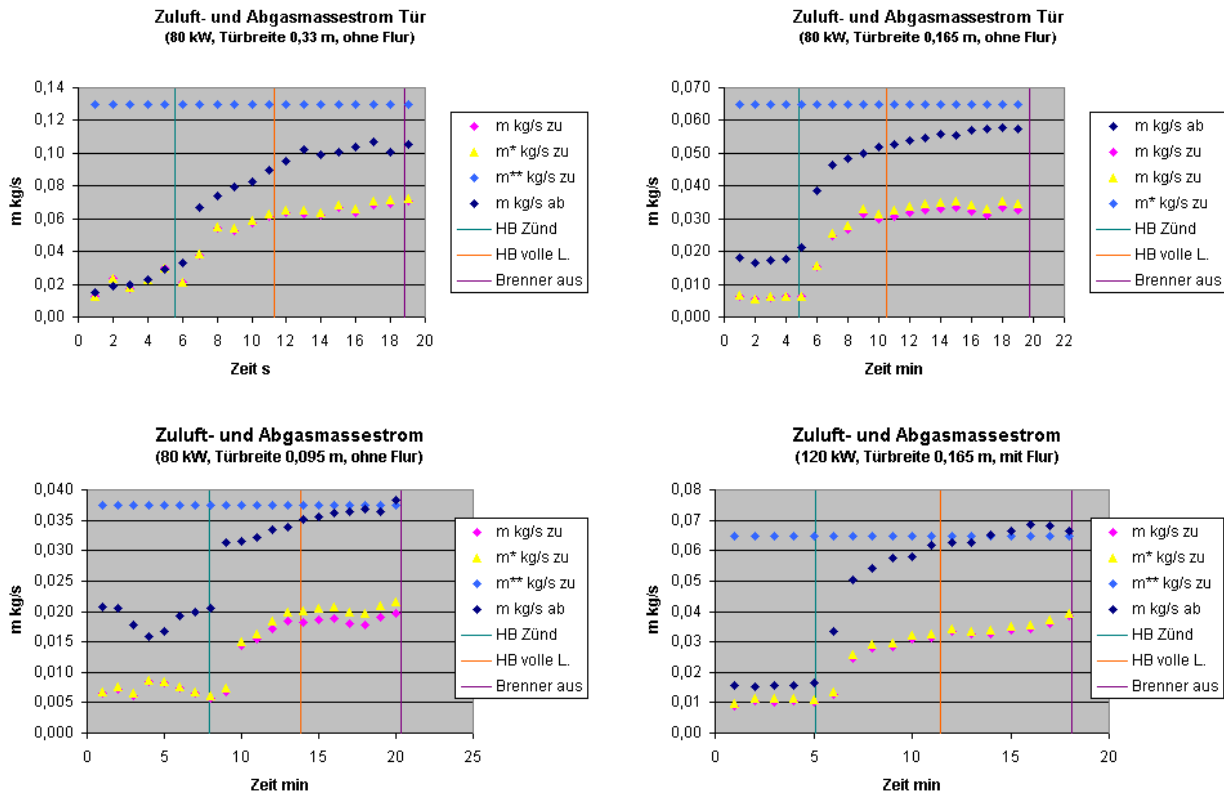 Zuluft- und Abgasmassestrom Tür
(80 kW, Türbreite 0,33 m, ohne Flur)
m kg/s
0,14
0,12
0,10
0,08
0,06
0,04
0,02
0,00
0 2 4 6 8 10 12 14 16 18 20
Zeit s
m kg/s zu
m* kg/s zu
m** kg/s zu
m kg/s ab
HB Zünd
HB volle L.
Brenner aus
Zuluft- und Abgasmassestrom Tür
(80 kW, Türbreite 0,165 m, ohne Flur)
m kg/s
0,070
0,060
0,050
0,040
0,030
0,020
0,010
0,000
0 2 4 6 8 10 12 14 16 18 20 22
Zeit min
m kg/s ab
m kg/s zu
m kg/s zu
m* kg/s zu
HB Zünd
HB volle L.
Brenner aus
Zuluft- und Abgasmassestrom
(80 kW, Türbreite 0,095 m, ohne Flur)
m kg/s
0,040
0,035
0,030
0,025
0,020
0,015
0,010
0,005
0,000
0 5 10 15 20 25
Zeit min
m kg/s zu
m* kg/s zu
m** kg/s zu
m kg/s ab
HB Zünd
HB volle L.
Brenner aus
Zuluft- und Abgasmassestrom
(120 kW, Türbreite 0,165 m, mit Flur)
m kg/s
0,08
0,07
0,06
0,05
0,04
0,03
0,02
0,01
0,00
0 5 10 15 20
Zeit min
m kg/s zu
m* kg/s zu
m** kg/s zu
m kg/s ab
HB Zünd
HB volle L.
Brenner aus